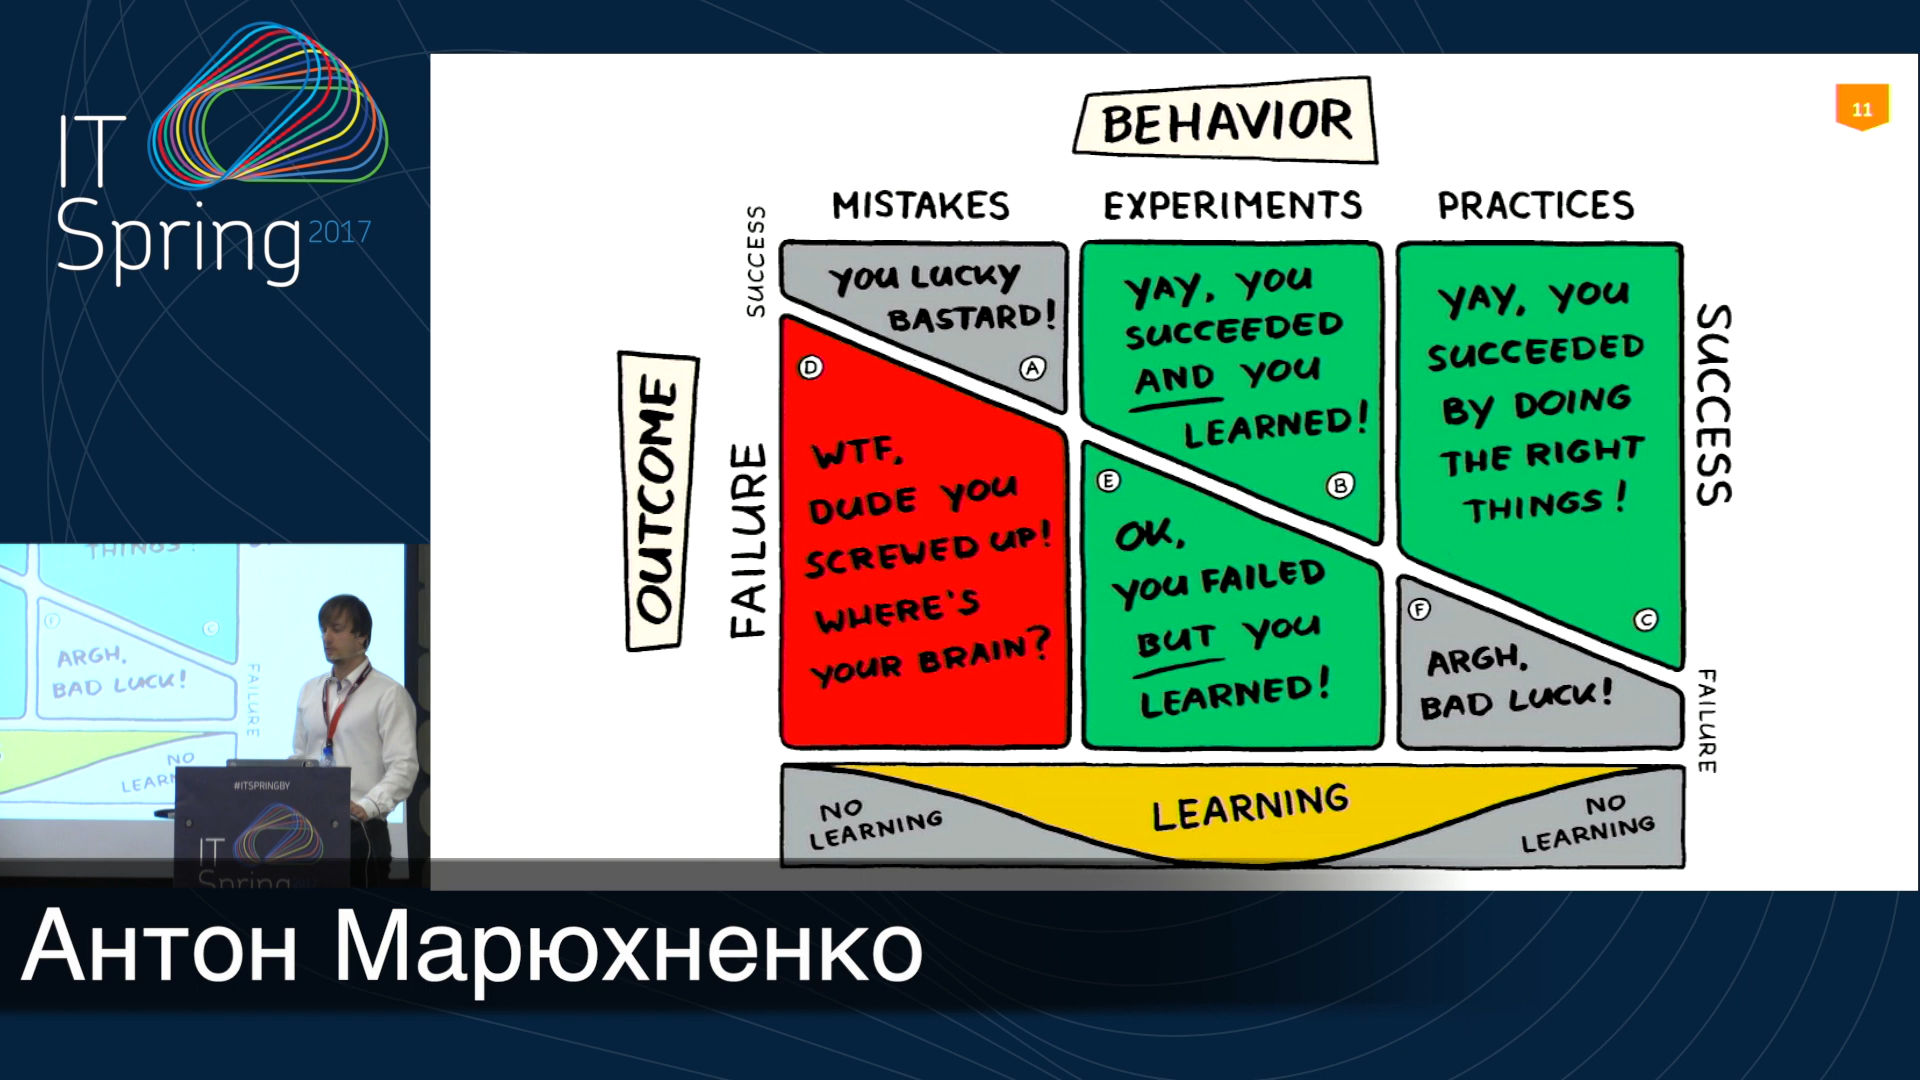 IT
Spring 2017
11
BEHAVIOR
MISTAKES EXPERIMENTS PRACTICES
OUTCOME
SUCCESS
FAILURE
YOU LUCKY
BASTARD!
A
D
WTF,
DUDE YOU
SCREWED UP!
WHERE'S
YOUR BRAIN?
YAY, YOU
SUCCEEDED
AND YOU
LEARNED!
B
E
OK,
YOU FAILED
BUT YOU
LEARNED!
YAY, YOU
SUCCEEDED
BY DOING
THE RIGHT
THINGS!
C
F
ARGH,
BAD LUCK!
SUCCESS
FAILURE
NO
LEARNING
LEARNING
NO
LEARNING
THINGS!
F
C
ARGH,
BAD LUCK!
FAILURE
NO
LEARN
#ITSPRINGBY
IT
Spring
Антон Марюхненко